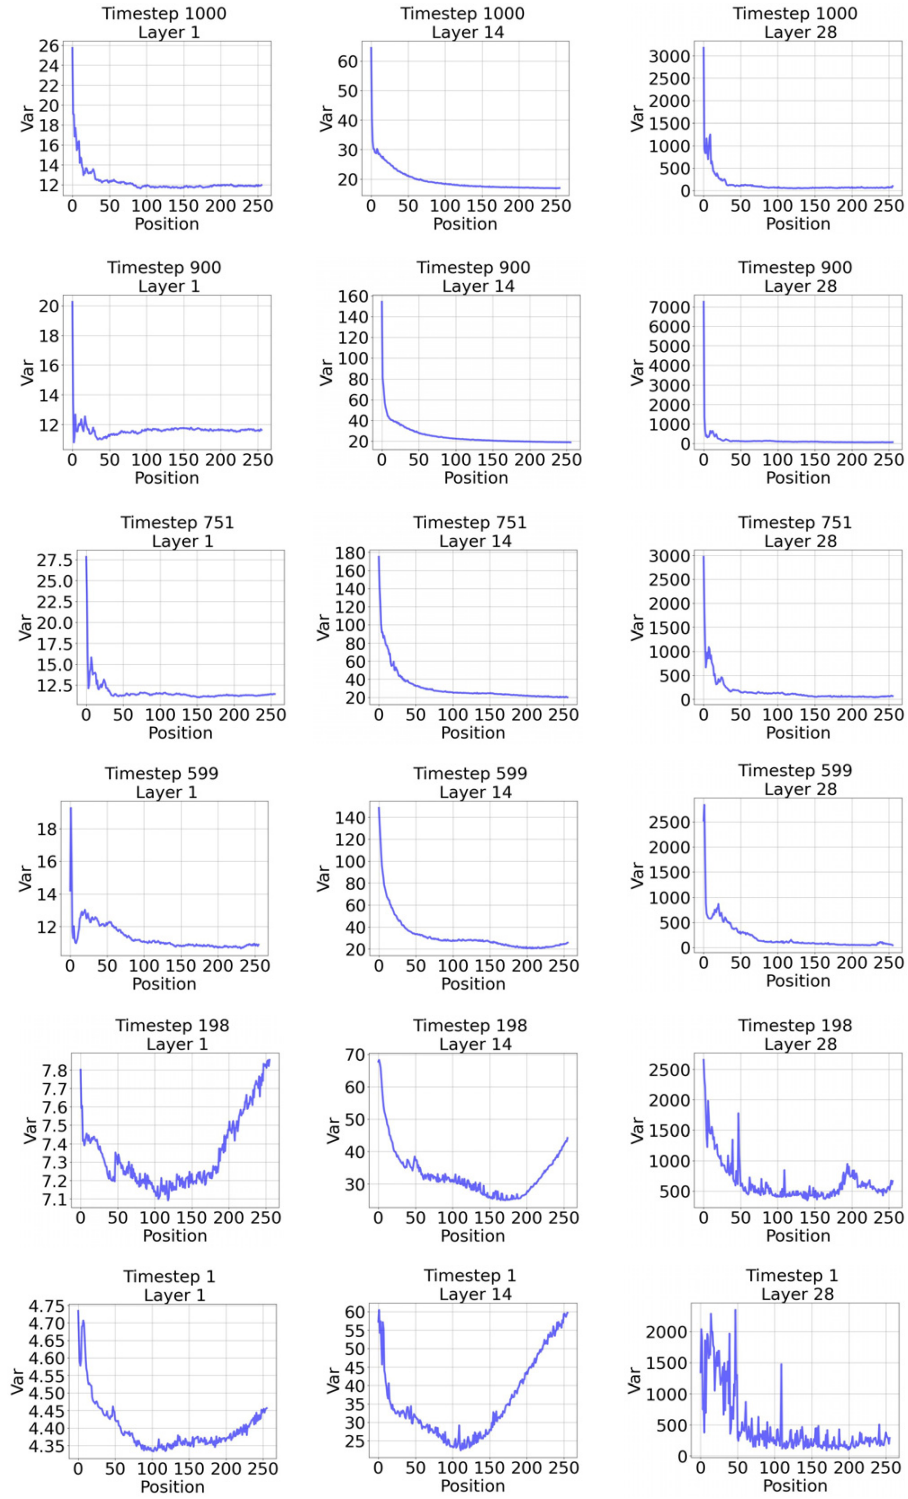 Timestep 1000
Layer 1
Var
26
24
22
20
18
16
14
12
0 50 100 150 200 250
Position
Timestep 1000
Layer 14
Var
60
50
40
30
20
0 50 100 150 200 250
Position
Timestep 1000
Layer 28
Var
3000
2500
2000
1500
1000
500
0
0 50 100 150 200 250
Position
Timestep 900
Layer 1
Var
20
18
16
14
12
0 50 100 150 200 250
Position
Timestep 900
Layer 14
Var
160
140
120
100
80
60
40
20
0 50 100 150 200 250
Position
Timestep 900
Layer 28
Var
7000
6000
5000
4000
3000
2000
1000
0
0 50 100 150 200 250
Position
Timestep 751
Layer 1
Var
27.5
25.0
22.5
20.0
17.5
15.0
12.5
0 50 100 150 200 250
Position
Timestep 751
Layer 14
Var
180
160
140
120
100
80
60
40
20
0 50 100 150 200 250
Position
Timestep 751
Layer 28
Var
3000
2500
2000
1500
1000
500
0
0 50 100 150 200 250
Position
Timestep 599
Layer 1
Var
18
16
14
12
0 50 100 150 200 250
Position
Timestep 599
Layer 14
Var
140
120
100
80
60
40
20
0 50 100 150 200 250
Position
Timestep 599
Layer 28
Var
2500
2000
1500
1000
500
0
0 50 100 150 200 250
Position
Timestep 198
Layer 1
Var
7.8
7.7
7.6
7.5
7.4
7.3
7.2
7.1
0 50 100 150 200 250
Position
Timestep 198
Layer 14
Var
70
60
50
40
30
0 50 100 150 200 250
Position
Timestep 198
Layer 28
Var
2500
2000
1500
1000
500
0 50 100 150 200 250
Position
Timestep 1
Layer 1
Var
4.75
4.70
4.65
4.60
4.55
4.50
4.45
4.40
4.35
0 50 100 150 200 250
Position
Timestep 1
Layer 14
Var
60
55
50
45
40
35
30
25
0 50 100 150 200 250
Position
Timestep 1
Layer 28
Var
2000
1500
1000
500
0
0 50 100 150 200 250
Position